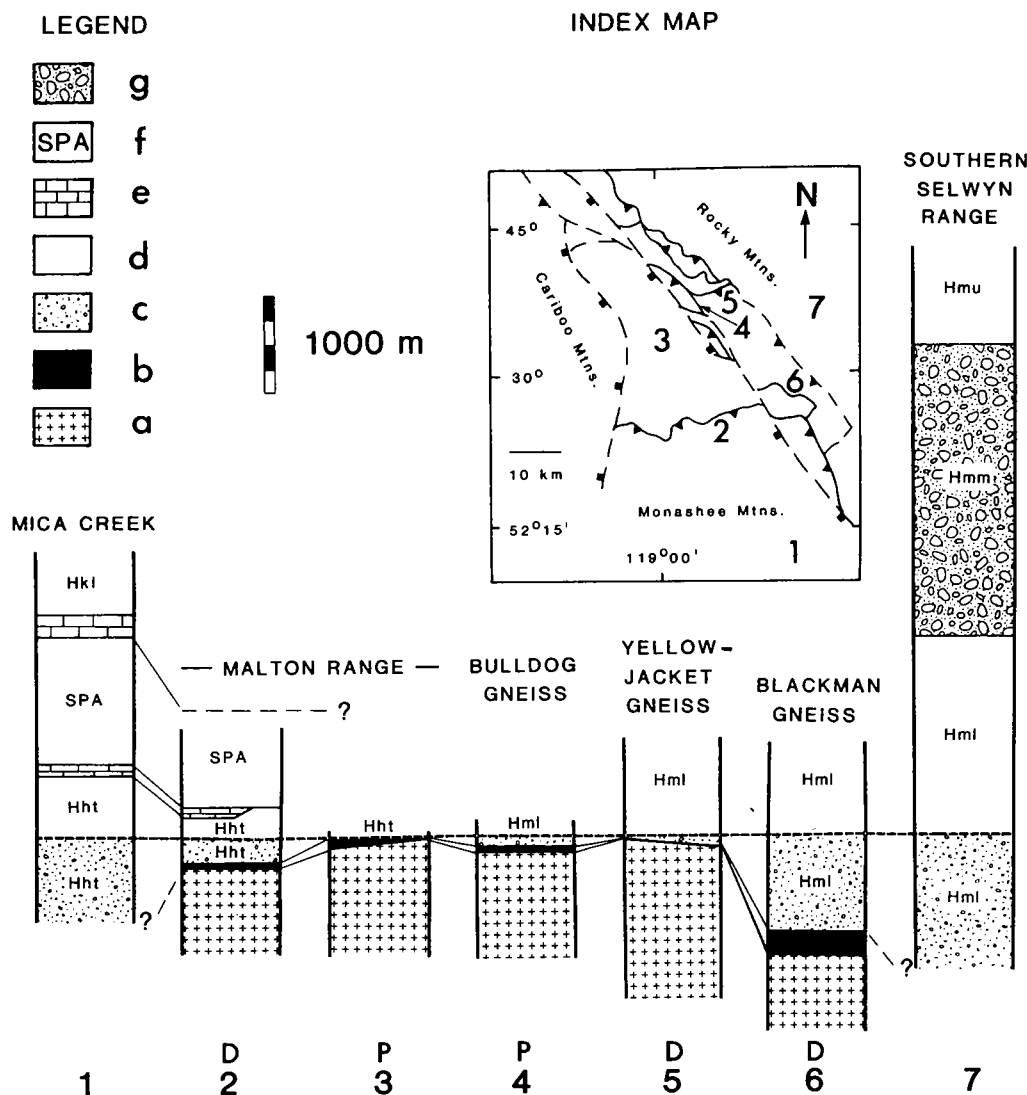 LEGEND
g
SPA f
e
d
c
b
a
1000 m
INDEX MAP
N
45°
30°
52°15'
119°00'
10 km
Rocky Mtns.
Cariboo Mtns.
Monashee Mtns.
5
7
4
3
6
2
1
MICA CREEK
Hkl
SPA
Hht
Hht
?
— MALTON RANGE —
?
SPA
Hht
Hht
Hht
BULLDOG
GNEISS
Hml
YELLOW-
JACKET
GNEISS
Hml
BLACKMAN
GNEISS
Hml
Hml
?
SOUTHERN
SELWYN
RANGE
Hmu
Hmm
Hml
Hml
D P P D D
1 2 3 4 5 6 7